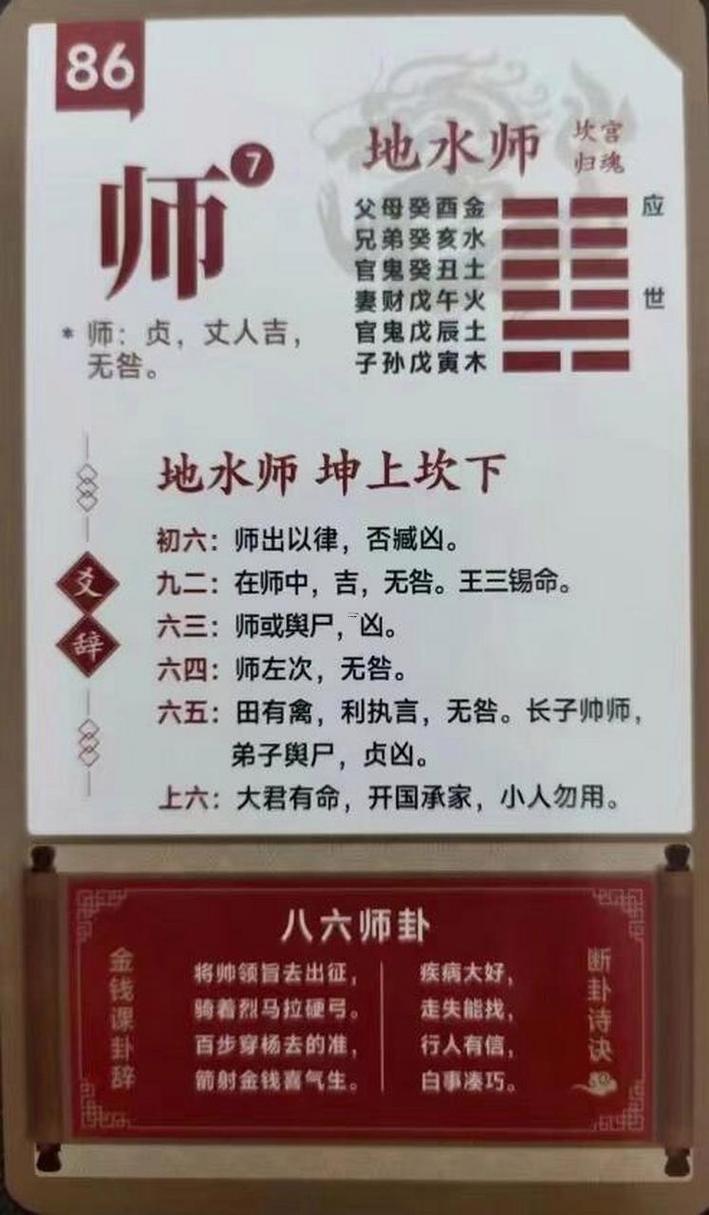 86
师
7
地水师
坎宫
归魂
父母癸酉金 应
兄弟癸亥水
官鬼癸丑土
妻财戊午火 世
官鬼戊辰土
子孙戊寅木
* 师：贞，丈人吉，
无咎。
地水师 坤上坎下
爻辞
初六：师出以律，否臧凶。
九二：在师中，吉，无咎。王三锡命。
六三：师或舆尸，凶。
六四：师左次，无咎。
六五：田有禽，利执言，无咎。长子帅师，
弟子舆尸，贞凶。
上六：大君有命，开国承家，小人勿用。
八六师卦
金钱课卦辞
将帅领旨去出征，
骑着烈马拉硬弓。
百步穿杨去的准，
箭射金钱喜气生。
疾病大好，
走失能找，
行人有信，
白事凑巧。
断卦诗诀